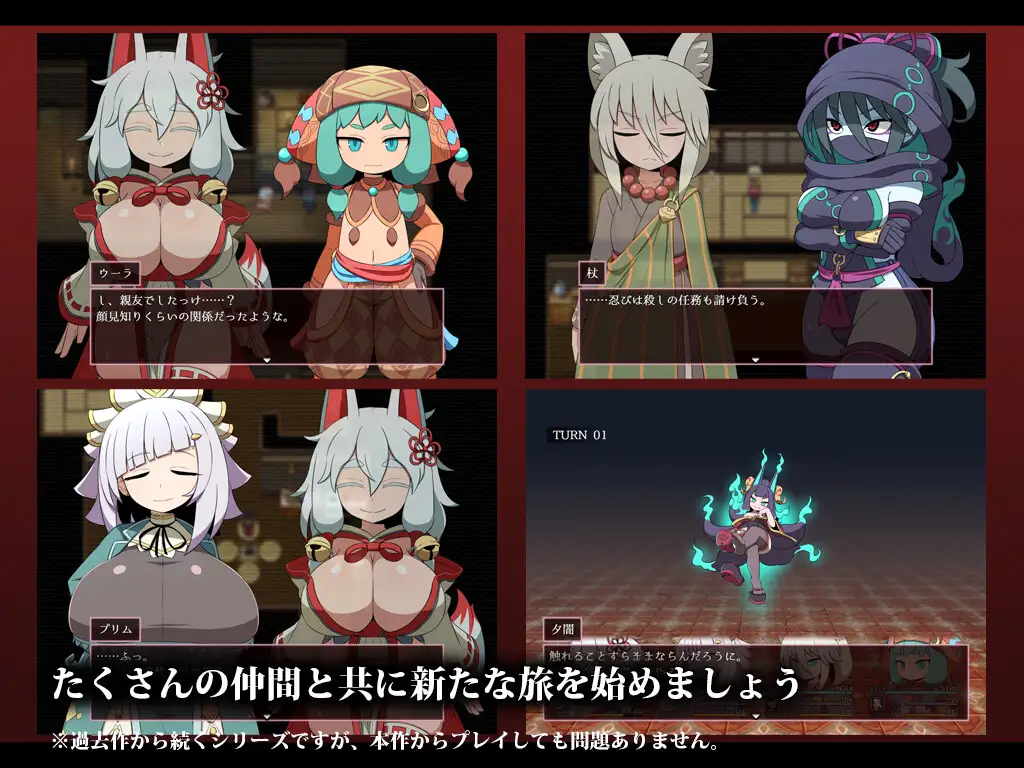 ウーラ
し、親友でしたっけ……？
顔見知りくらいの関係だったような。
杖
……忍びは殺しの任務も請け負う。
プリム
……ふっ。
TURN 01
夕闇
触れることすらままならんだろうに。
たくさんの仲間と共に新たな旅を始めましょう
※過去作から続くシリーズですが、本作からプレイしても問題ありません。